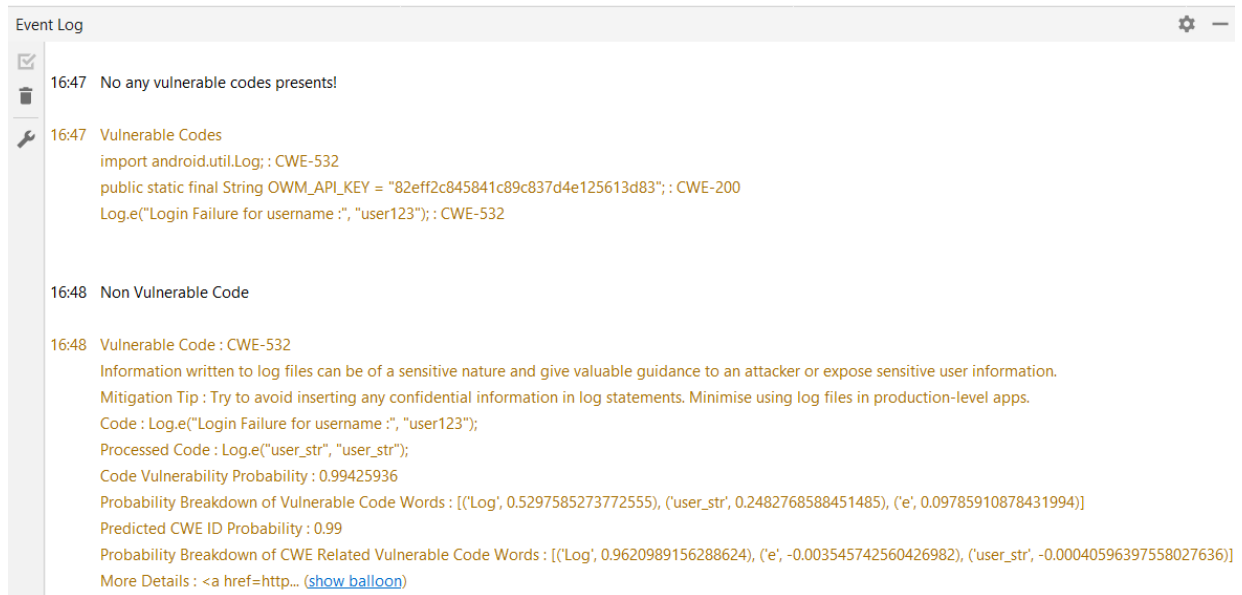 Event Log
16:47 No any vulnerable codes presents!
16:47 Vulnerable Codes
import android.util.Log; : CWE-532
public static final String OWM_API_KEY = "82eff2c845841c89c837d4e125613d83"; : CWE-200
Log.e("Login Failure for username :", "user123"); : CWE-532
16:48 Non Vulnerable Code
16:48 Vulnerable Code : CWE-532
Information written to log files can be of a sensitive nature and give valuable guidance to an attacker or expose sensitive user information.
Mitigation Tip : Try to avoid inserting any confidential information in log statements. Minimise using log files in production-level apps.
Code : Log.e("Login Failure for username :", "user123");
Processed Code : Log.e("user_str", "user_str");
Code Vulnerability Probability : 0.99425936
Probability Breakdown of Vulnerable Code Words : [('Log', 0.5297585273772555), ('user_str', 0.2482768588451485), ('e', 0.09785910878431994)]
Predicted CWE ID Probability : 0.99
Probability Breakdown of CWE Related Vulnerable Code Words : [('Log', 0.9620989156288624), ('e', -0.003545742560426982), ('user_str', -0.00040596397558027636)]
More Details : <a href=http... (show balloon)